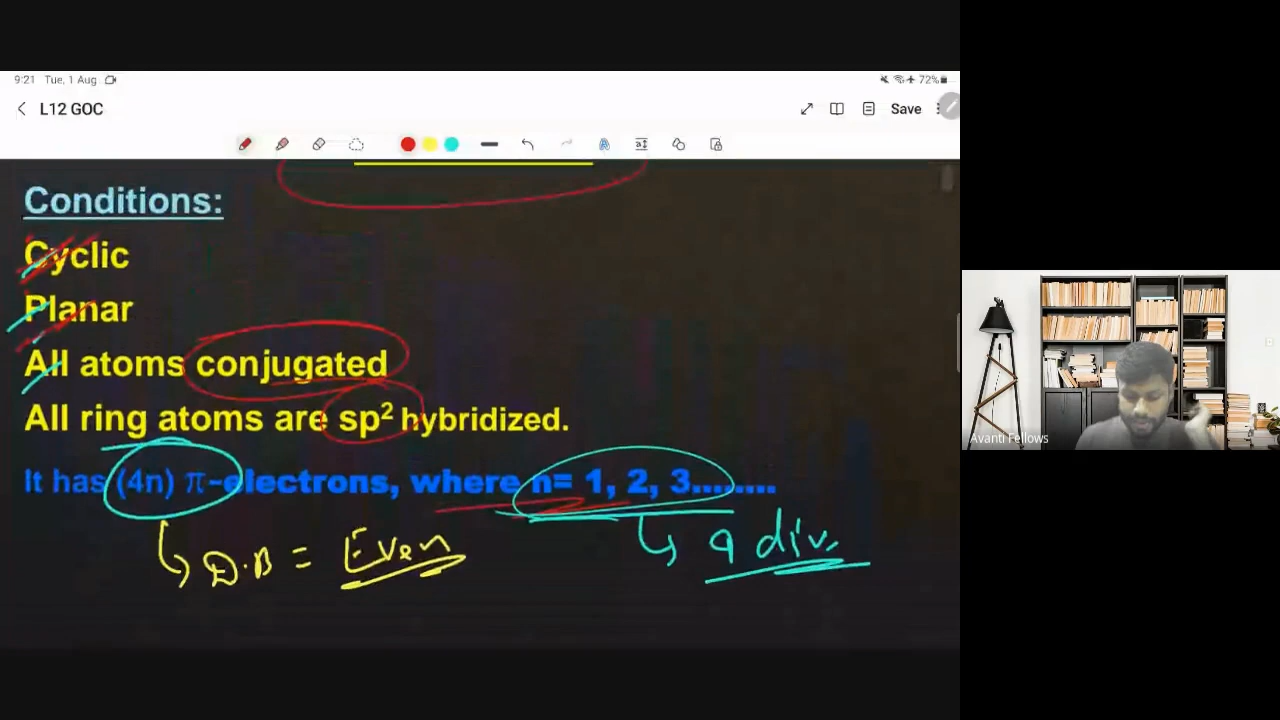 9:21 Tue, 1 Aug 72%
L12 GOC Save
Conditions:
Cyclic
Planar
All atoms conjugated
All ring atoms are sp² hybridized.
It has (4n) π-electrons, where n= 1, 2, 3........
D.B = Even
div.
Avanti Fellows